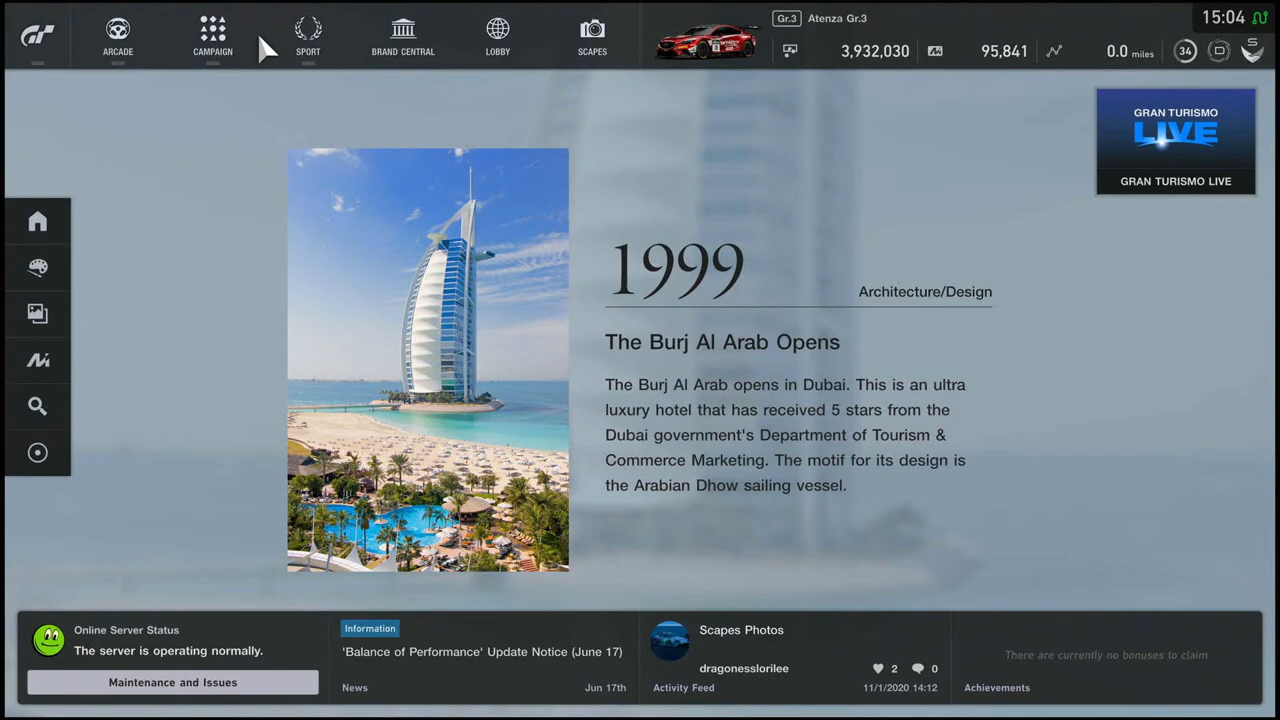 ARCADE
CAMPAIGN
SPORT
BRAND CENTRAL
LOBBY
SCAPES
Gr.3 Atenza Gr.3
3,932,030
95,841
0.0 miles
34
S
15:04
GRAN TURISMO
LIVE
GRAN TURISMO LIVE
1999
Architecture/Design
The Burj Al Arab Opens
The Burj Al Arab opens in Dubai. This is an ultra
luxury hotel that has received 5 stars from the
Dubai government's Department of Tourism &
Commerce Marketing. The motif for its design is
the Arabian Dhow sailing vessel.
Online Server Status
The server is operating normally.
Maintenance and Issues
Information
'Balance of Performance' Update Notice (June 17)
News
Jun 17th
Scapes Photos
dragonesslorilee
2
0
Activity Feed
11/1/2020 14:12
There are currently no bonuses to claim
Achievements